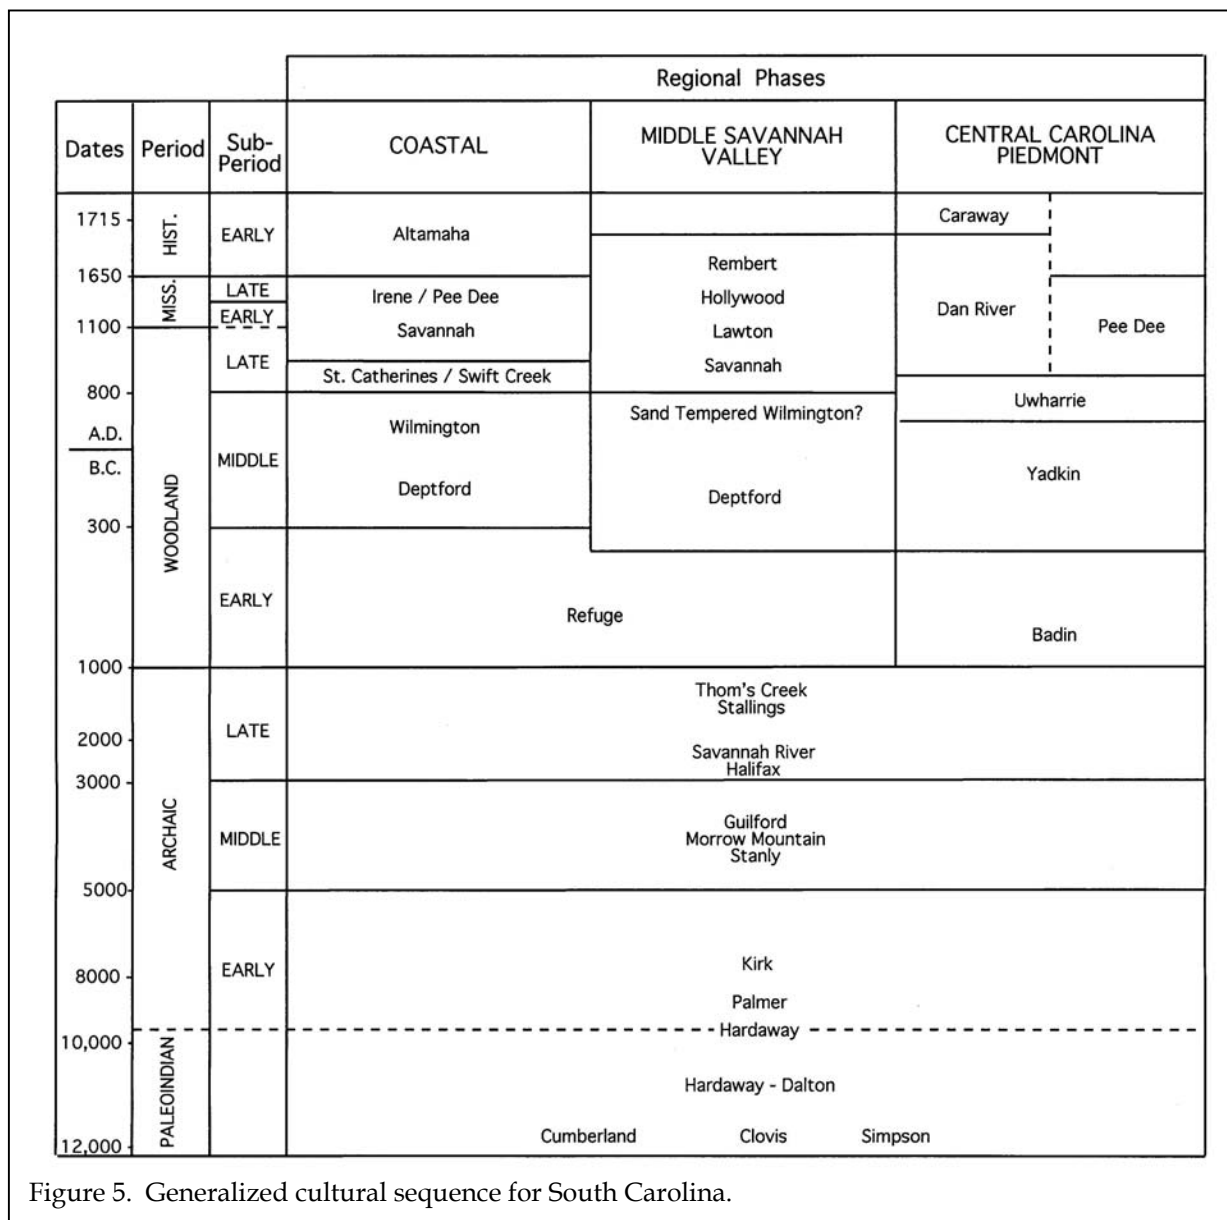 Regional Phases
Dates Period Sub-Period COASTAL MIDDLE SAVANNAH VALLEY CENTRAL CAROLINA PIEDMONT
1715 HIST. EARLY Altamaha Caraway
1650 Rembert
MISS. LATE Irene / Pee Dee Hollywood Dan River
EARLY
1100 Savannah Lawton Pee Dee
LATE Savannah
St. Catherines / Swift Creek
800 Uwharrie
Wilmington Sand Tempered Wilmington?
A.D.
B.C.
WOODLAND MIDDLE Yadkin
Deptford Deptford
300
EARLY Refuge Badin
1000
Thom's Creek
Stallings
LATE
2000
Savannah River
Halifax
3000
ARCHAIC MIDDLE Guilford
Morrow Mountain
Stanly
5000
8000 EARLY Kirk
Palmer
Hardaway
10,000
PALEOINDIAN Hardaway - Dalton
12,000 Cumberland Clovis Simpson
Figure 5. Generalized cultural sequence for South Carolina.